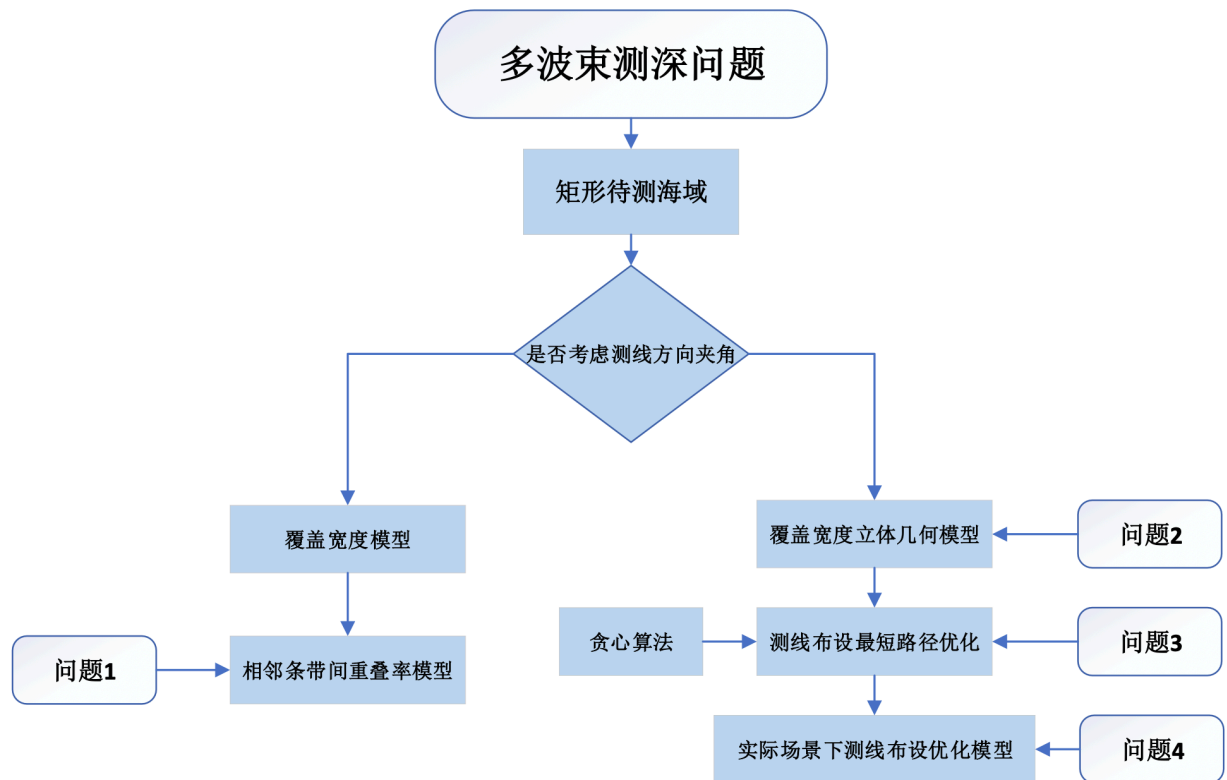 多波束测深问题
矩形待测海域
是否考虑测线方向夹角
覆盖宽度模型
覆盖宽度立体几何模型
问题2
问题1
相邻条带间重叠率模型
贪心算法
测线布设最短路径优化
问题3
实际场景下测线布设优化模型
问题4